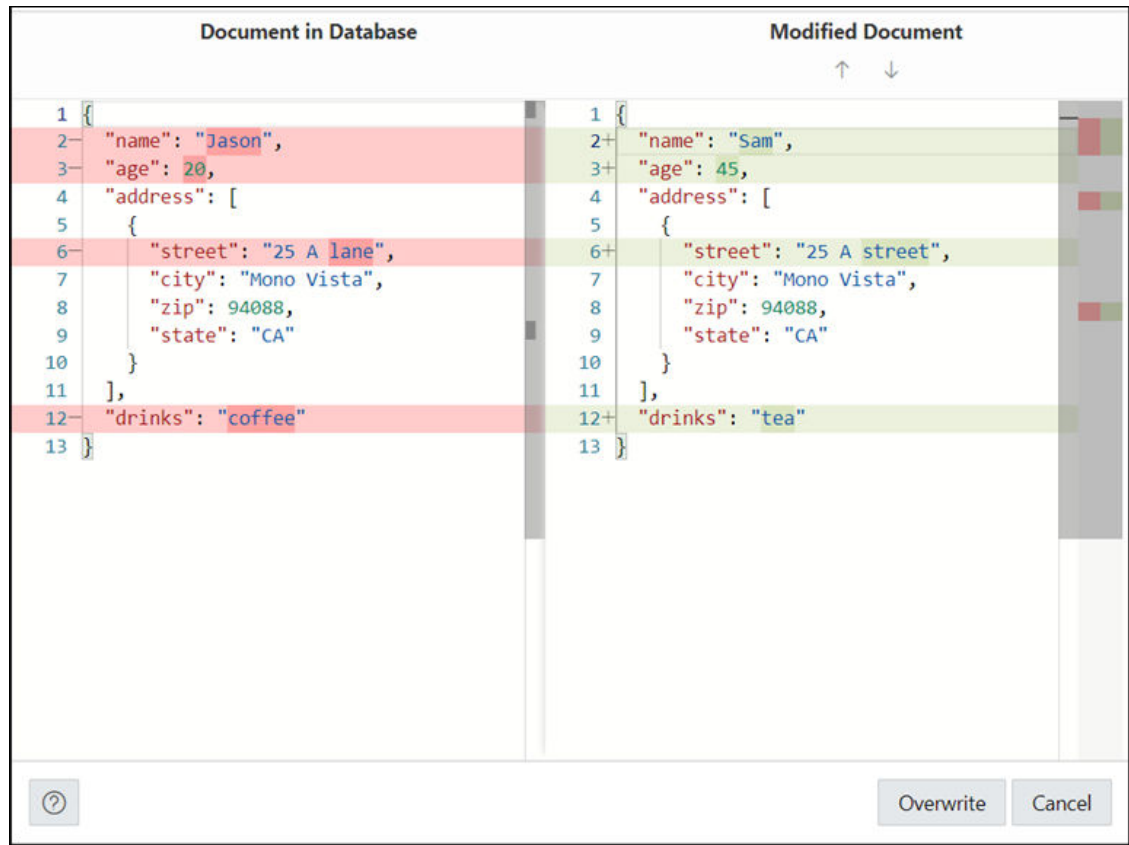 Document in Database
1 {
2− "name": "Jason",
3− "age": 20,
4 "address": [
5 {
6− "street": "25 A lane",
7 "city": "Mono Vista",
8 "zip": 94088,
9 "state": "CA"
10 }
11 ],
12− "drinks": "coffee"
13 }
Modified Document
↑ ↓
1 {
2+ "name": "Sam",
3+ "age": 45,
4 "address": [
5 {
6+ "street": "25 A street",
7 "city": "Mono Vista",
8 "zip": 94088,
9 "state": "CA"
10 }
11 ],
12+ "drinks": "tea"
13 }
?
Overwrite
Cancel